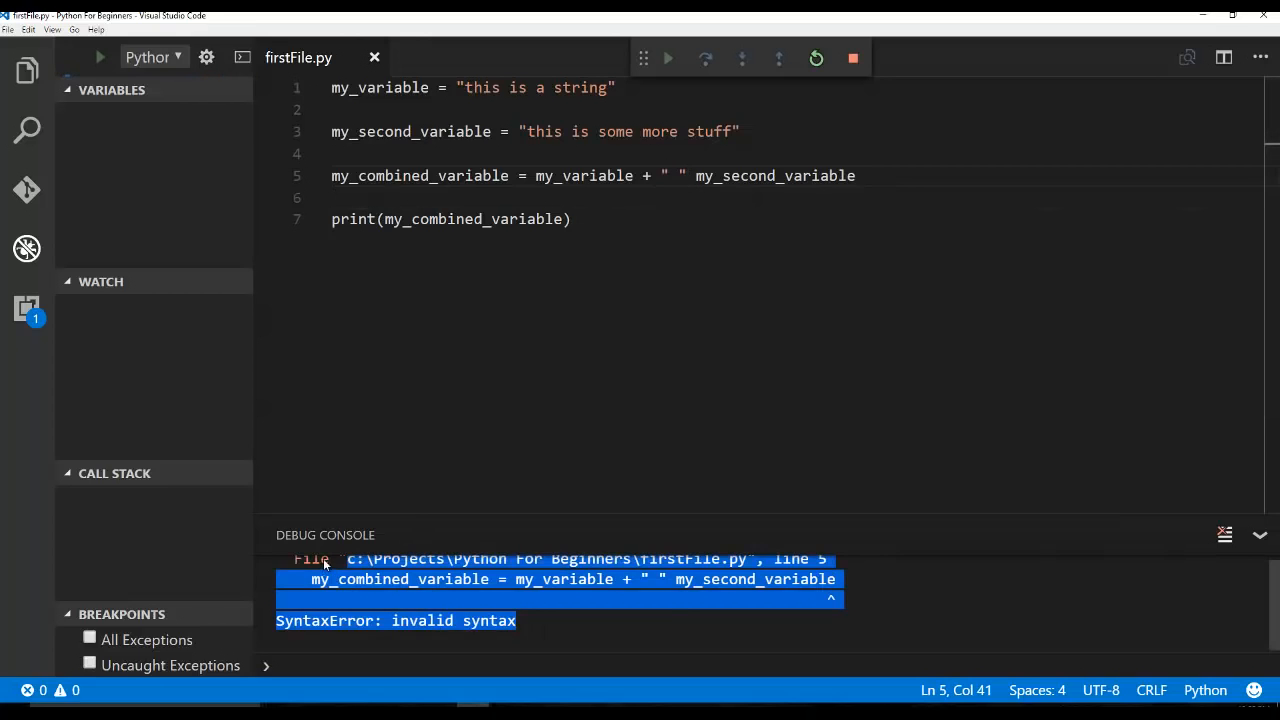 firstFile.py - Python For Beginners - Visual Studio Code
File Edit View Go Help
Python
firstFile.py
VARIABLES
WATCH
CALL STACK
BREAKPOINTS
All Exceptions
Uncaught Exceptions
1
1 my_variable = "this is a string"
2
3 my_second_variable = "this is some more stuff"
4
5 my_combined_variable = my_variable + " " my_second_variable
6
7 print(my_combined_variable)
DEBUG CONSOLE
File "c:\Projects\Python For Beginners\firstFile.py", line 5
my_combined_variable = my_variable + " " my_second_variable
^
SyntaxError: invalid syntax
0 0 Ln 5, Col 41 Spaces: 4 UTF-8 CRLF Python